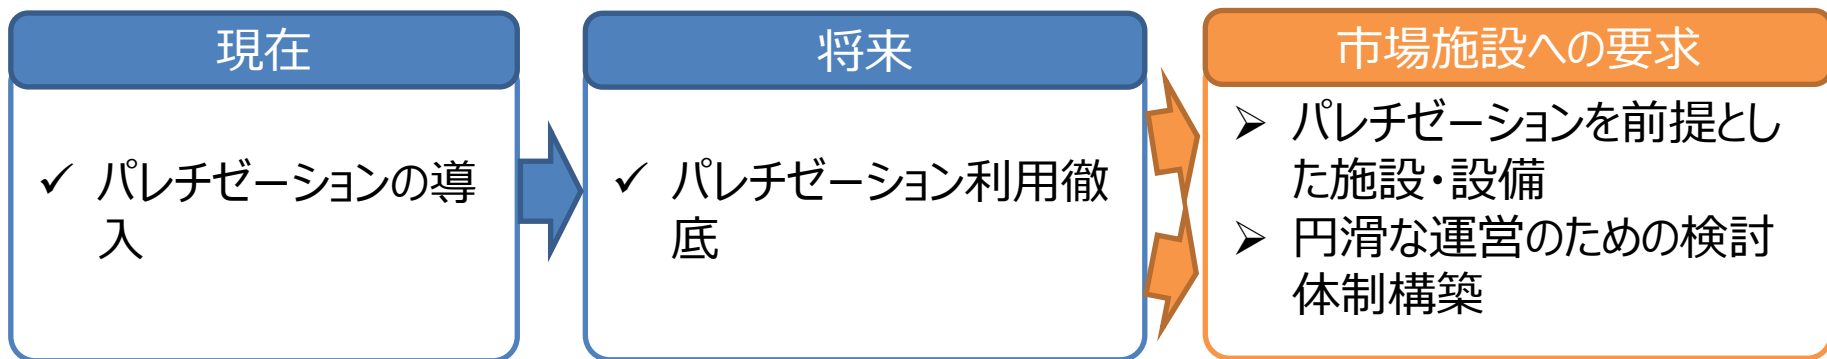 現在
✓ パレチゼーションの導
入
将来
✓ パレチゼーション利用徹
底
市場施設への要求
➢ パレチゼーションを前提とし
た施設・設備
➢ 円滑な運営のための検討
体制構築